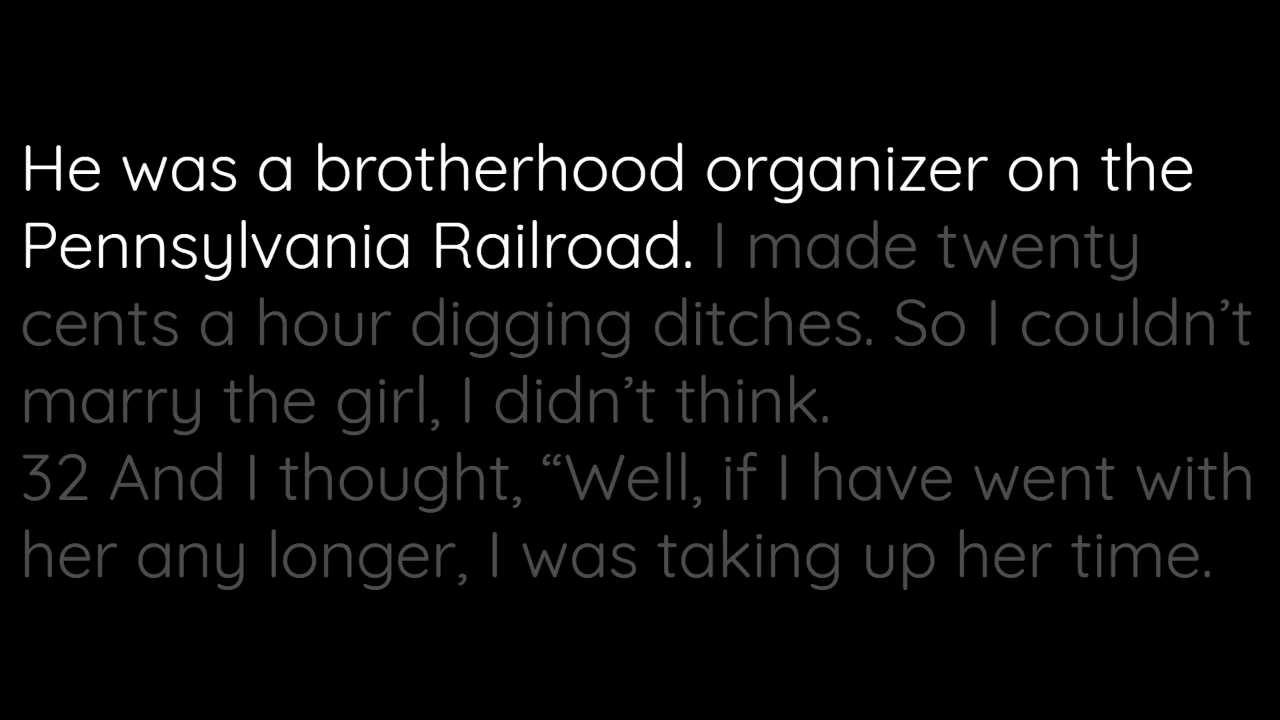 He was a brotherhood organizer on the
Pennsylvania Railroad. I made twenty
cents a hour digging ditches. So I couldn’t
marry the girl, I didn’t think.
32 And I thought, “Well, if I have went with
her any longer, I was taking up her time.